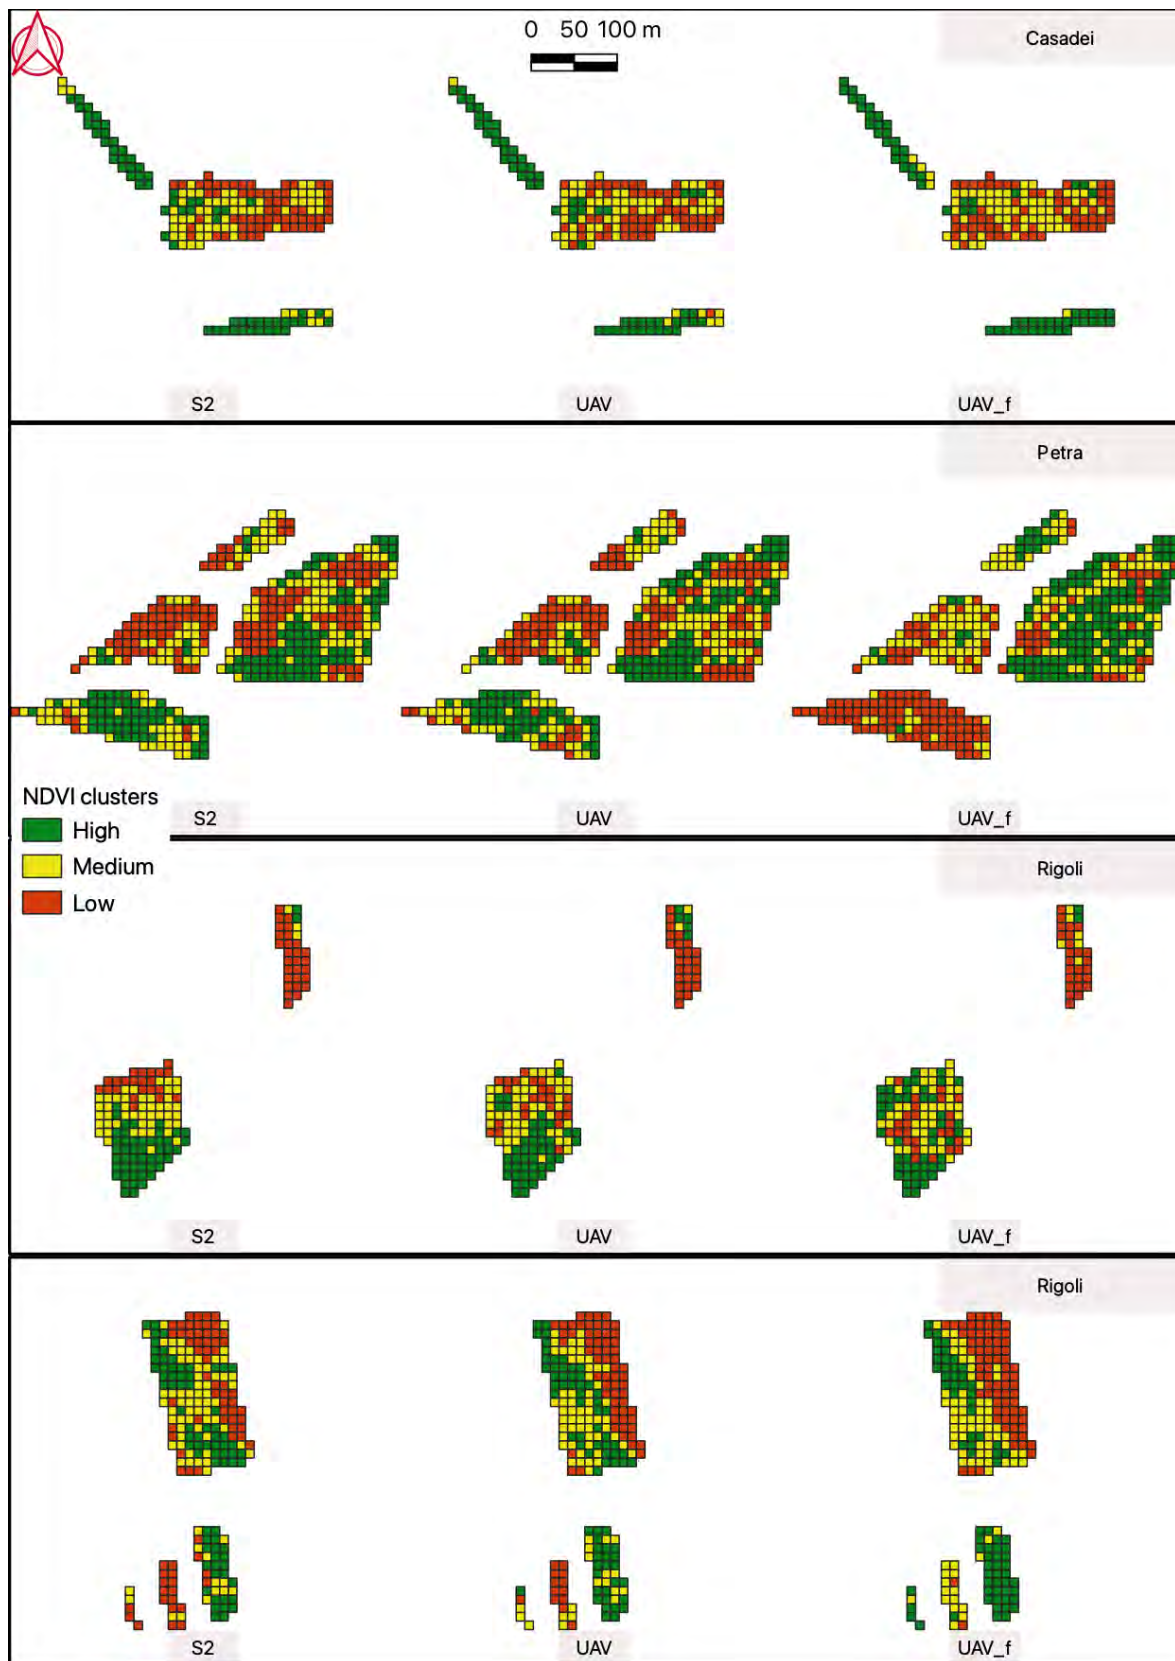 0 50 100 m
Casadei
S2 UAV UAV_f
Petra
NDVI clusters
S2 UAV UAV_f
High
Medium
Rigoli
Low
S2 UAV UAV_f
Rigoli
S2 UAV UAV_f